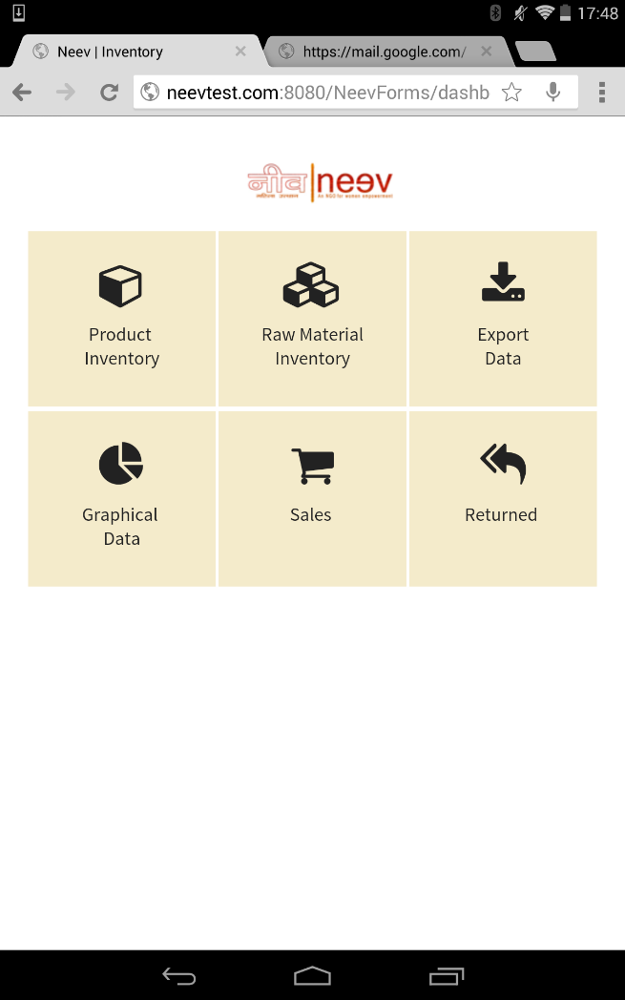 17:48
Neev | Inventory
https://mail.google.com/
neevtest.com:8080/NeevForms/dashb
नीव neev
An NGO for women empowerment
Product
Inventory
Raw Material
Inventory
Export
Data
Graphical
Data
Sales
Returned